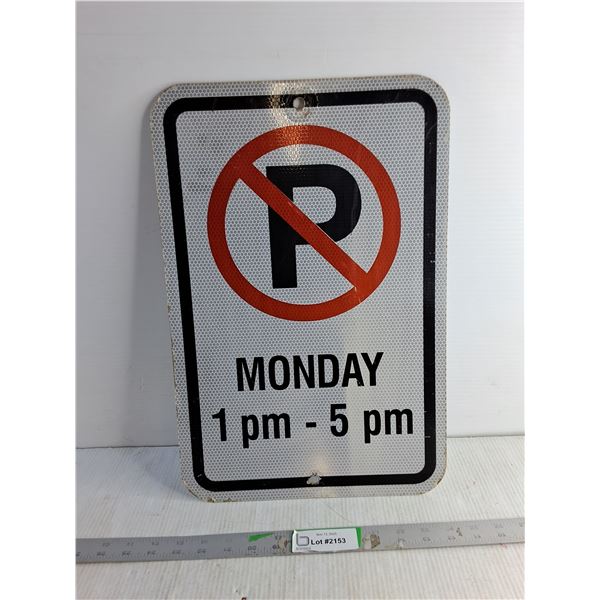 P
MONDAY
1 pm - 5 pm
Lot #2153